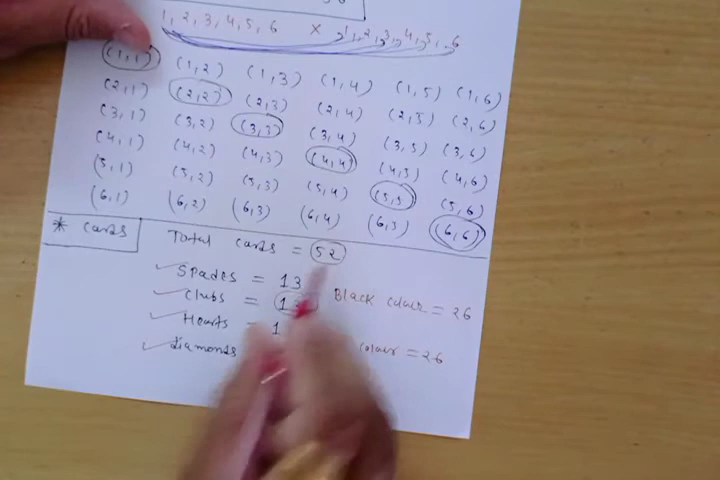 1, 2, 3, 4, 5, 6 × 1, 2, 3, 4, 5, 6
(1,1) (1,2) (1,3) (1,4) (1,5) (1,6)
(2,1) (2,2) (2,3) (2,4) (2,5) (2,6)
(3,1) (3,2) (3,3) (3,4) (3,5) (3,6)
(4,1) (4,2) (4,3) (4,4) (4,5) (4,6)
(5,1) (5,2) (5,3) (5,4) (5,5) (5,6)
(6,1) (6,2) (6,3) (6,4) (6,5) (6,6)
* cards Total cards = 52
✓ Spades = 13
✓ Clubs = 13 Black colour = 26
✓ Hearts = 1
✓ diamonds colour = 26